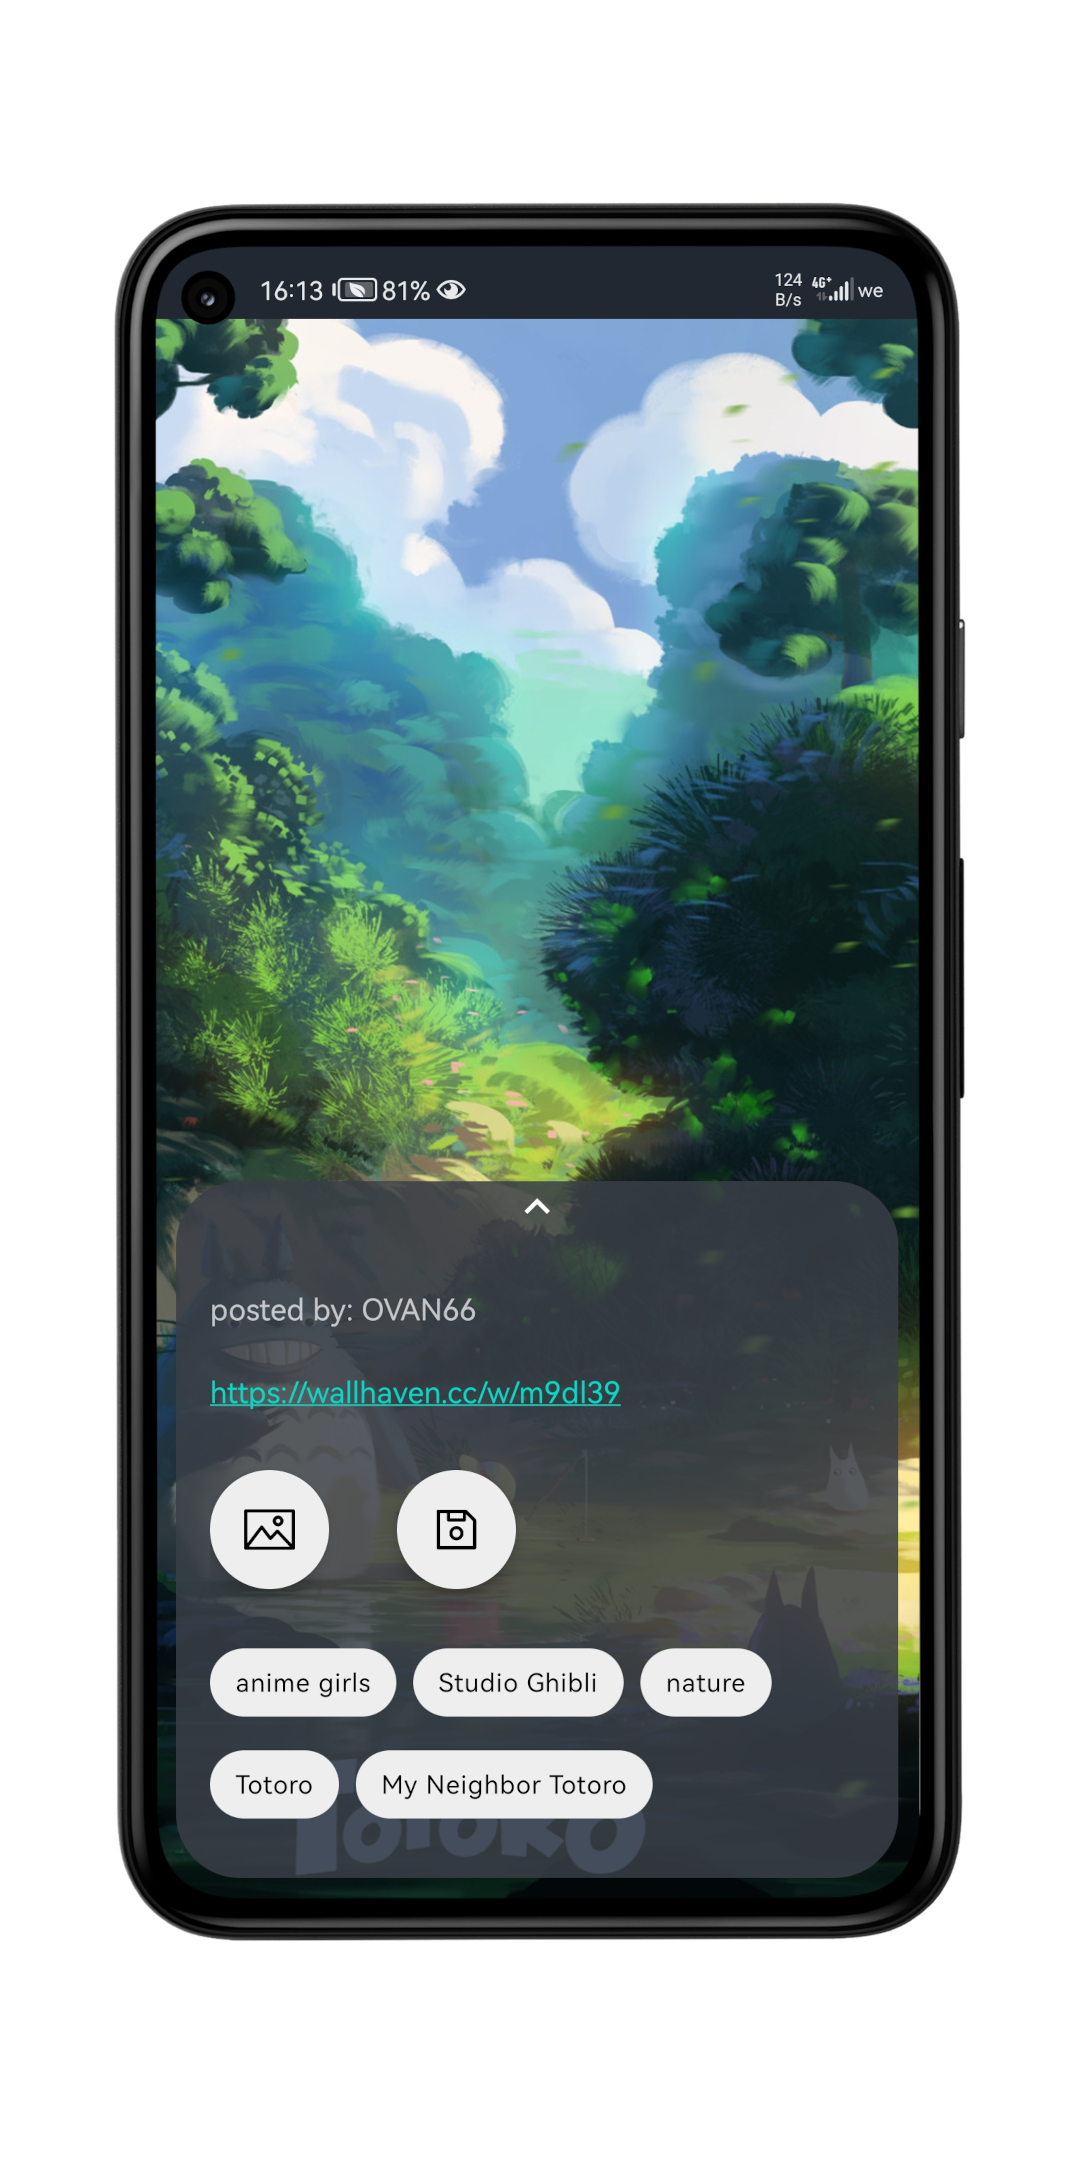 16:13 81% 124 B/s 4G+ we
posted by: OVAN66
https://wallhaven.cc/w/m9dl39
anime girls Studio Ghibli nature
Totoro My Neighbor Totoro
TOTORO